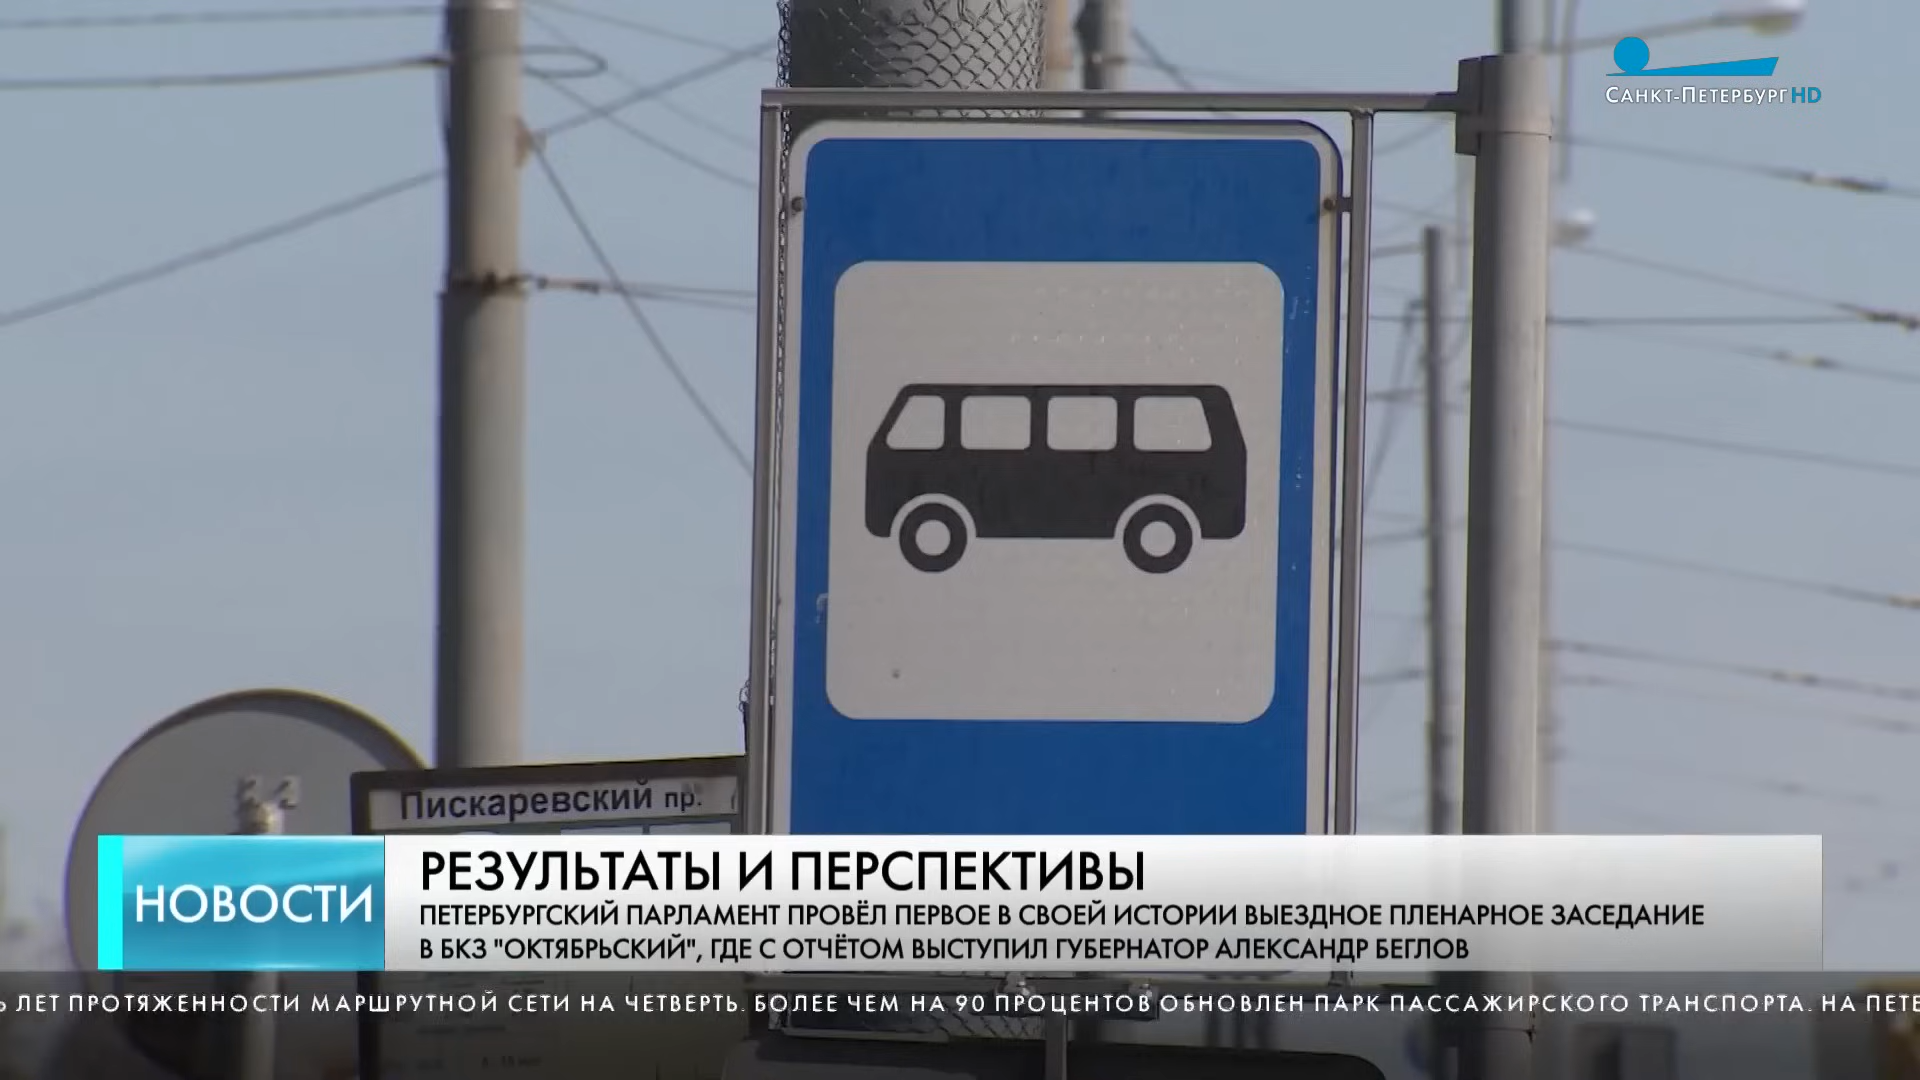 Санкт-Петербург HD
Пискаревский пр.
НОВОСТИ
РЕЗУЛЬТАТЫ И ПЕРСПЕКТИВЫ
ПЕТЕРБУРГСКИЙ ПАРЛАМЕНТ ПРОВЁЛ ПЕРВОЕ В СВОЕЙ ИСТОРИИ ВЫЕЗДНОЕ ПЛЕНАРНОЕ ЗАСЕДАНИЕ
В БКЗ "ОКТЯБРЬСКИЙ", ГДЕ С ОТЧЁТОМ ВЫСТУПИЛ ГУБЕРНАТОР АЛЕКСАНДР БЕГЛОВ
Ь ЛЕТ ПРОТЯЖЕННОСТИ МАРШРУТНОЙ СЕТИ НА ЧЕТВЕРТЬ. БОЛЕЕ ЧЕМ НА 90 ПРОЦЕНТОВ ОБНОВЛЕН ПАРК ПАССАЖИРСКОГО ТРАНСПОРТА. НА ПЕТЕ